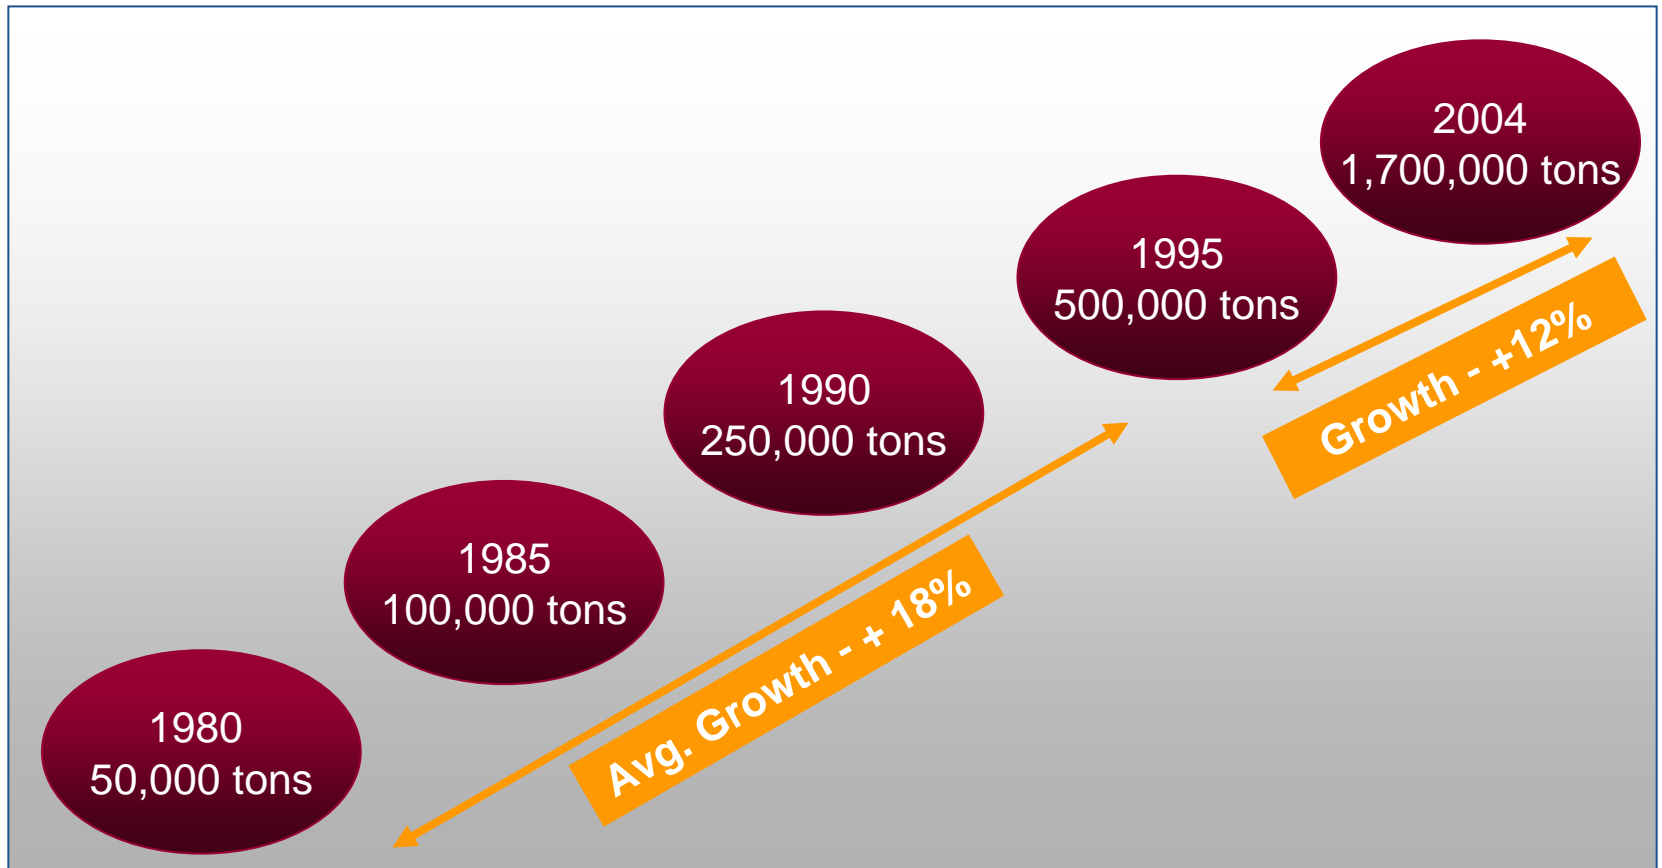 2004
1,700,000 tons
1995
500,000 tons
Growth - +12%
1990
250,000 tons
1985
100,000 tons
Avg. Growth - + 18%
1980
50,000 tons